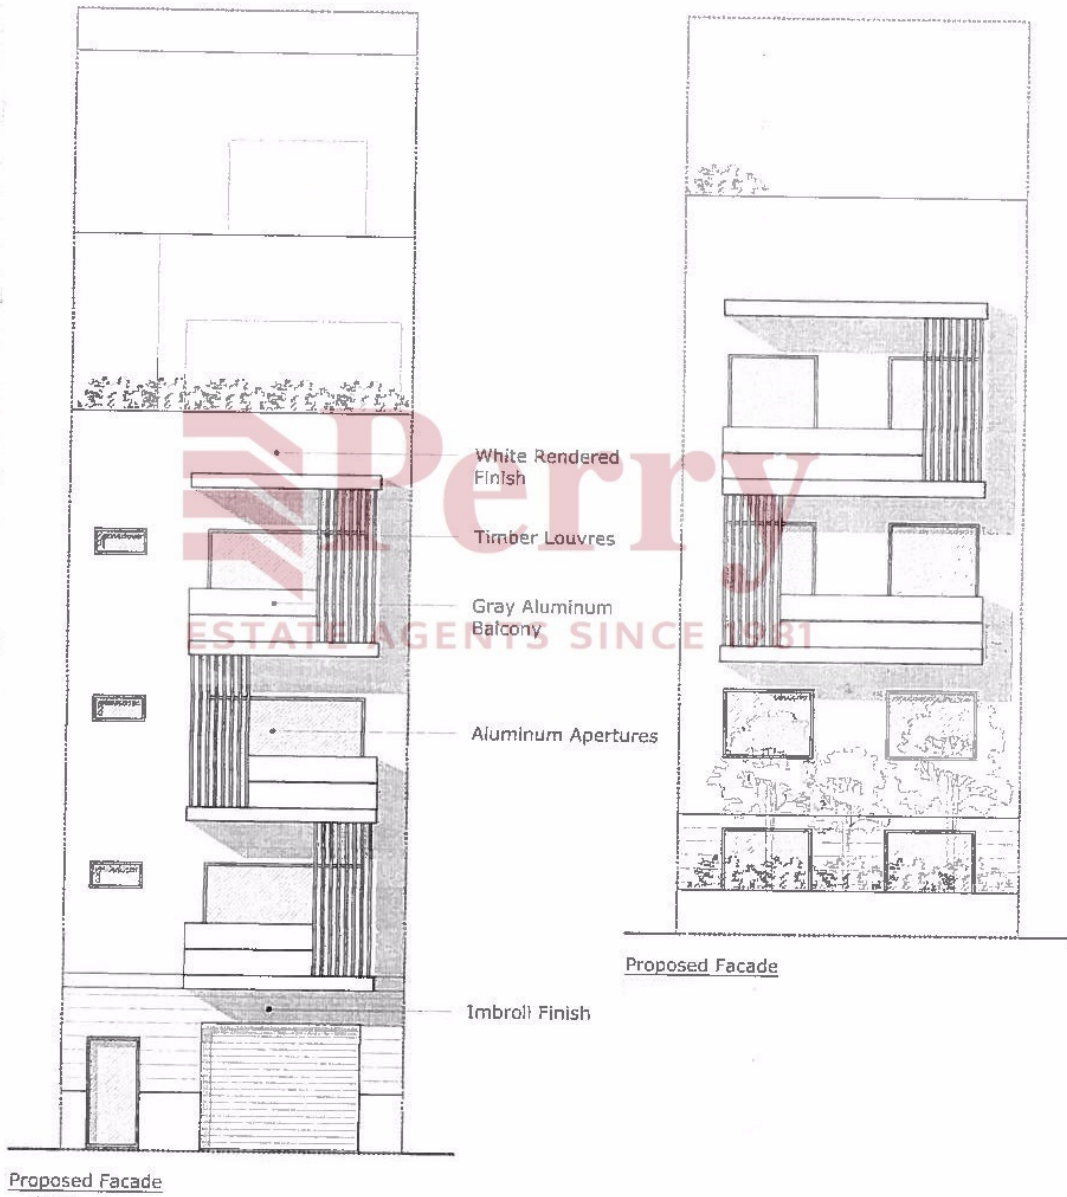 White Rendered
Finish
Timber Louvres
Gray Aluminum
Balcony
Aluminum Apertures
Imbroll Finish
Proposed Facade
Proposed Facade
Perry
ESTATE AGENTS SINCE 1981